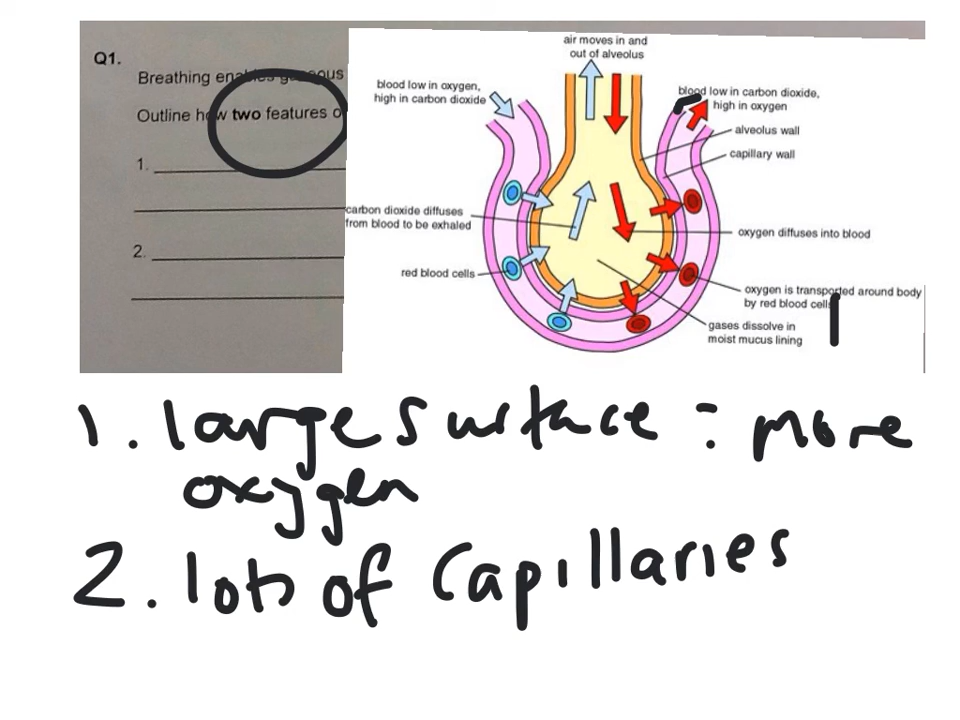 Q1.
Breathing enables gaseous
Outline how two features o
1.
2.
air moves in and
out of alveolus
blood low in oxygen,
high in carbon dioxide
blood low in carbon dioxide,
high in oxygen
alveolus wall
capillary wall
carbon dioxide diffuses
from blood to be exhaled
oxygen diffuses into blood
red blood cells
oxygen is transported around body
by red blood cells
gases dissolve in
moist mucus lining
1. large surface : more
oxygen
2. lots of capillaries